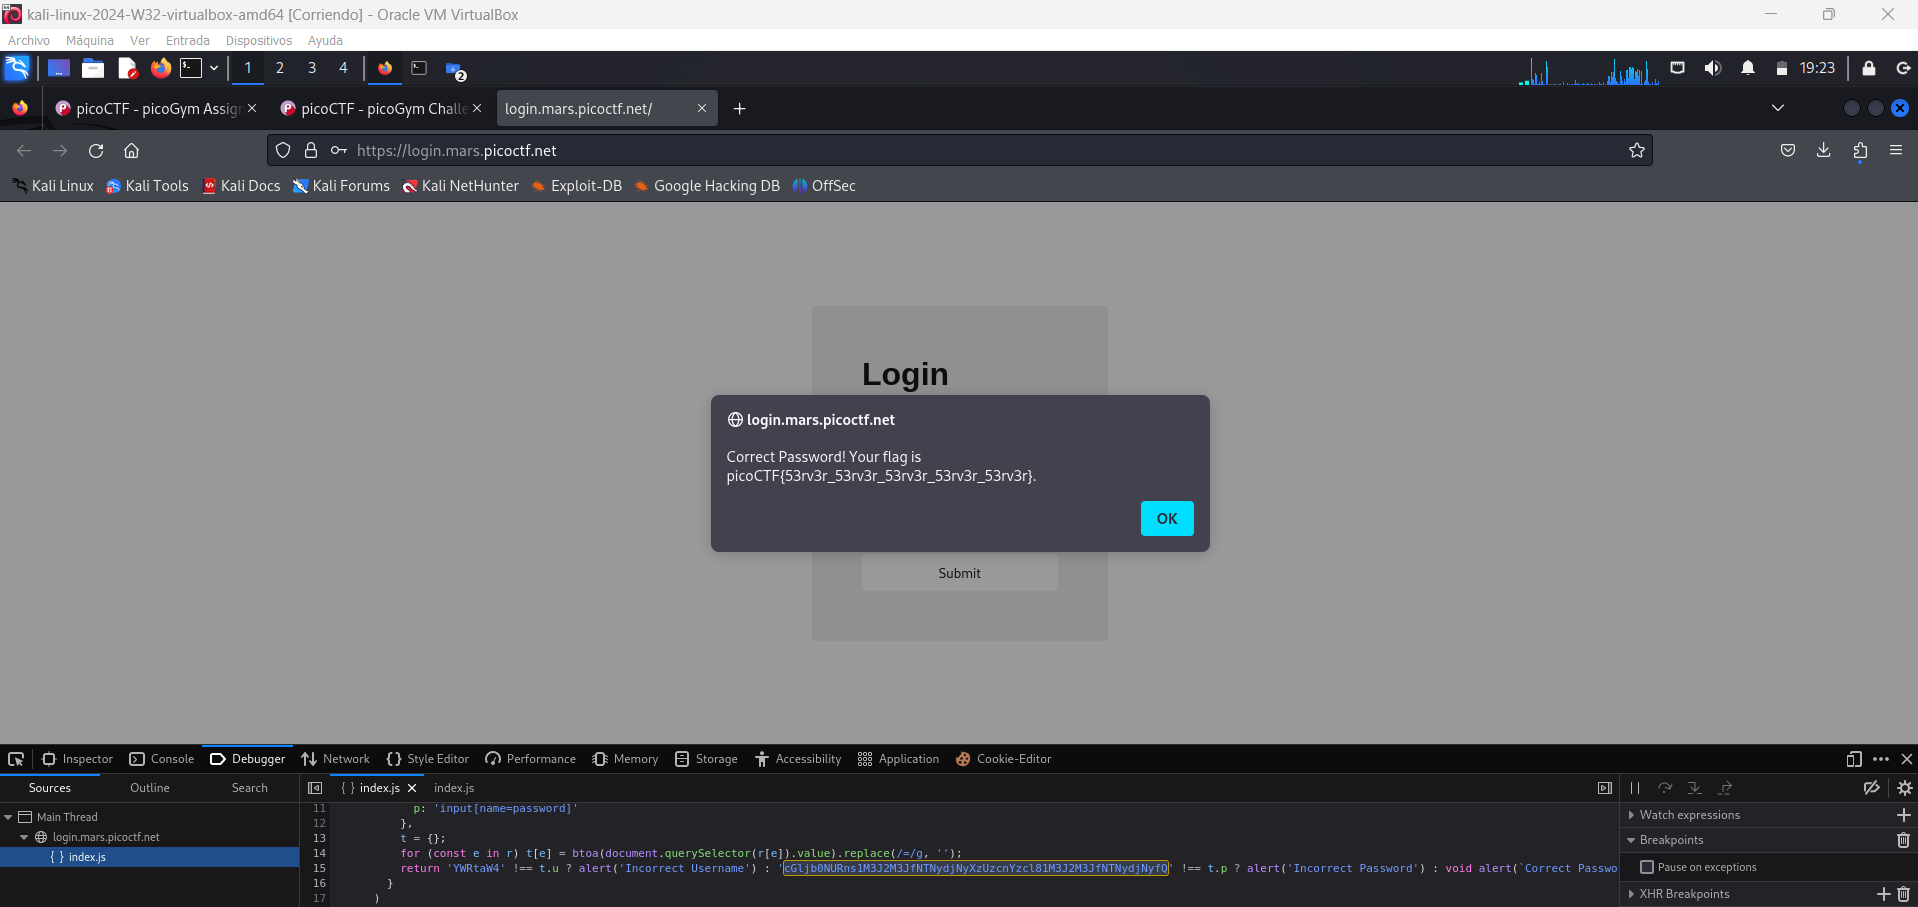 kali-linux-2024-W32-virtualbox-amd64 [Corriendo] - Oracle VM VirtualBox
Archivo Máquina Ver Entrada Dispositivos Ayuda
1 2 3 4 2 19:23
picoCTF - picoGym Assign picoCTF - picoGym Challe login.mars.picoctf.net/
https://login.mars.picoctf.net
Kali Linux Kali Tools Kali Docs Kali Forums Kali NetHunter Exploit-DB Google Hacking DB OffSec
Login
login.mars.picoctf.net
Correct Password! Your flag is
picoCTF{53rv3r_53rv3r_53rv3r_53rv3r_53rv3r}.
OK
Submit
Inspector Console Debugger Network Style Editor Performance Memory Storage Accessibility Application Cookie-Editor
Sources Outline Search { } index.js index.js
Main Thread
login.mars.picoctf.net
{ } index.js
11 p: 'input[name=password]'
12 },
13 t = {};
14 for (const e in r) t[e] = btoa(document.querySelector(r[e]).value).replace(/=/g, '');
15 return 'YWRtaW4' !== t.u ? alert('Incorrect Username') : 'cGljb0NURns1M3J2M3JfNTNydjNyXzUzcnYzcl81M3J2M3JfNTNydjNyfQ' !== t.p ? alert('Incorrect Password') : void alert(`Correct Passwo
16 }
17 )
Watch expressions
Breakpoints
Pause on exceptions
XHR Breakpoints